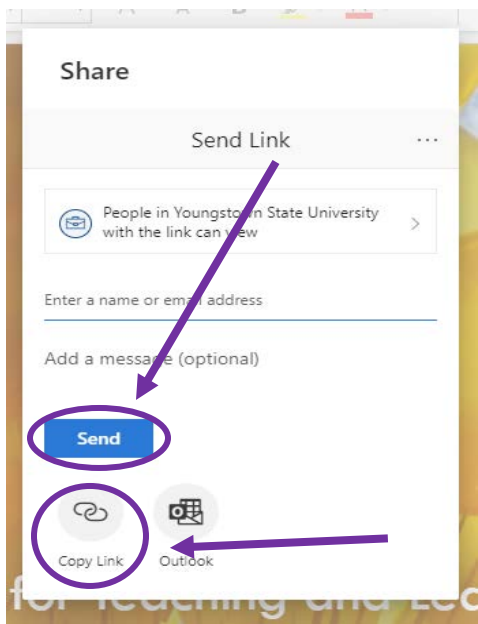 Share
Send Link
People in Youngstown State University
with the link can view
Enter a name or email address
Add a message (optional)
Send
Copy Link
Outlook
for Teaching and